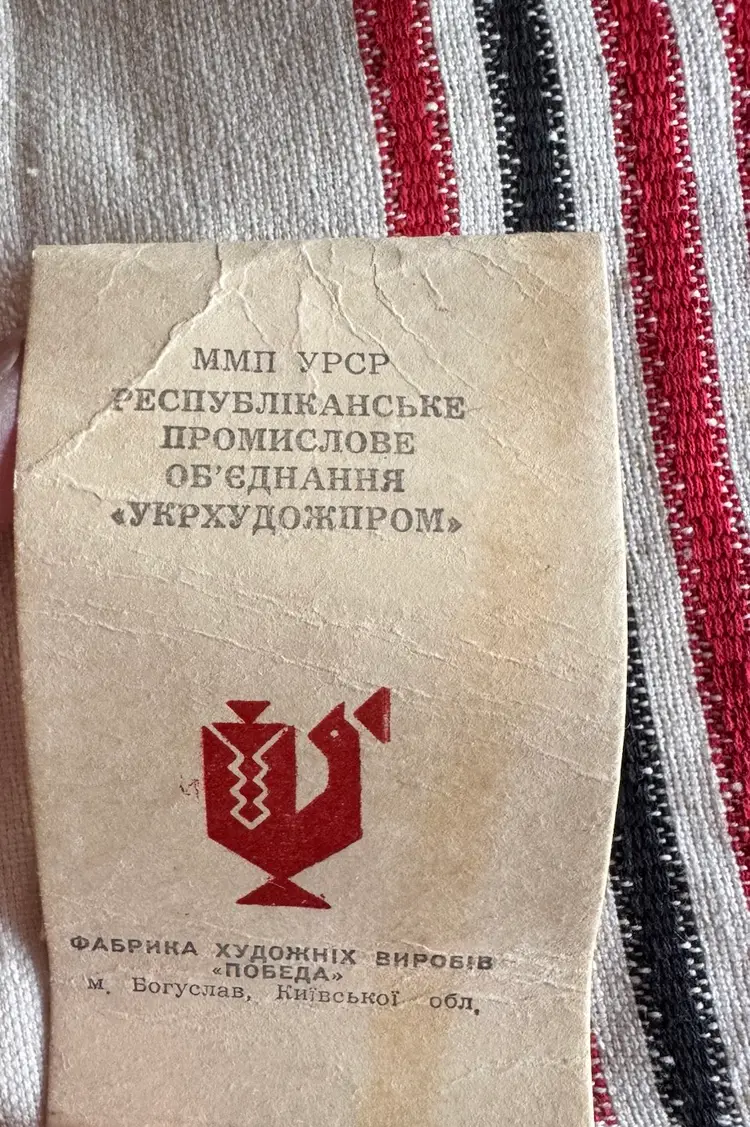 ММП УРСР
РЕСПУБЛІКАНСЬКЕ
ПРОМИСЛОВЕ
ОБ’ЄДНАННЯ
«УКРХУДОЖПРОМ»
ФАБРИКА ХУДОЖНІХ ВИРОБІВ
«ПОБЕДА»
м. Богуслав, Київської обл.